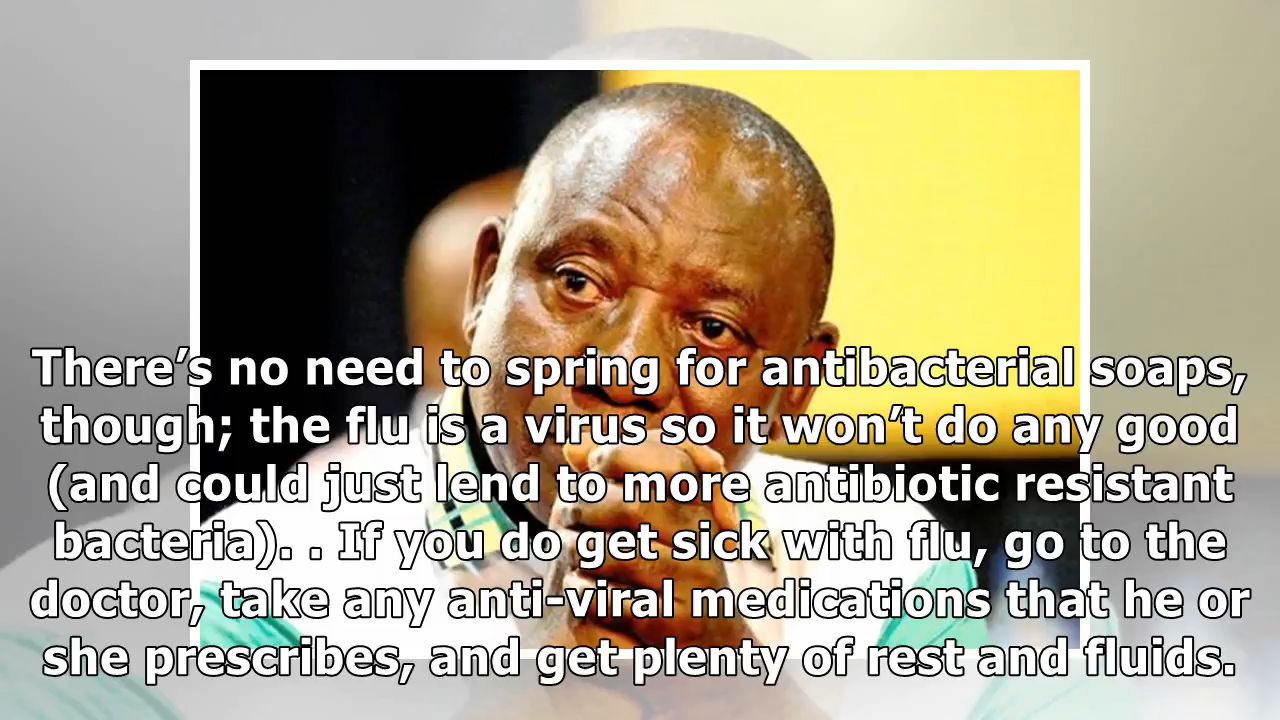 There’s no need to spring for antibacterial soaps,
though; the flu is a virus so it won’t do any good
(and could just lend to more antibiotic resistant
bacteria). . If you do get sick with flu, go to the
doctor, take any anti-viral medications that he or
she prescribes, and get plenty of rest and fluids.